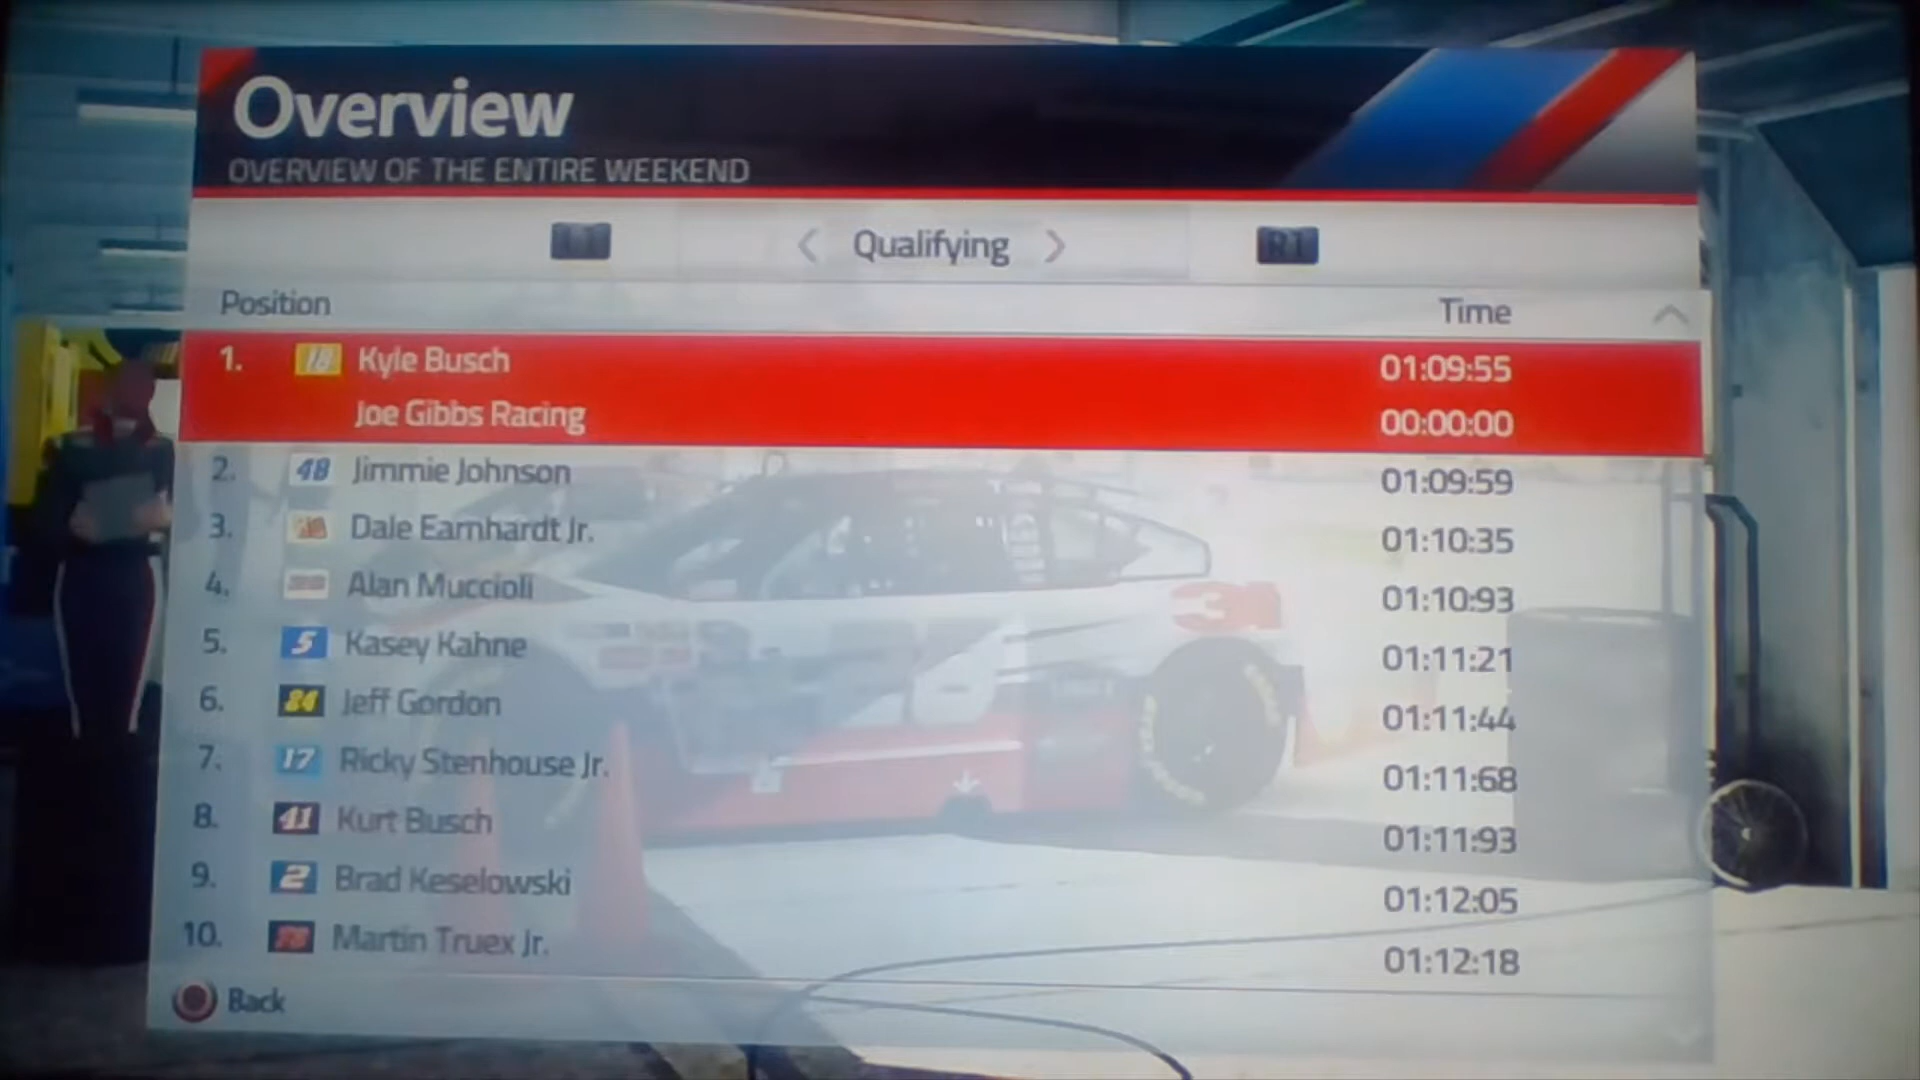 Overview
OVERVIEW OF THE ENTIRE WEEKEND
Qualifying R1
Position Time
1. 18 Kyle Busch 01:09:55
Joe Gibbs Racing 00:00:00
2. 48 Jimmie Johnson 01:09:59
3. Dale Earnhardt Jr. 01:10:35
4. Alan Muccioli 01:10:93
5. 5 Kasey Kahne 01:11:21
6. 24 Jeff Gordon 01:11:44
7. 17 Ricky Stenhouse Jr. 01:11:68
8. 41 Kurt Busch 01:11:93
9. 2 Brad Keselowski 01:12:05
10. 78 Martin Truex Jr. 01:12:18
3M
Back